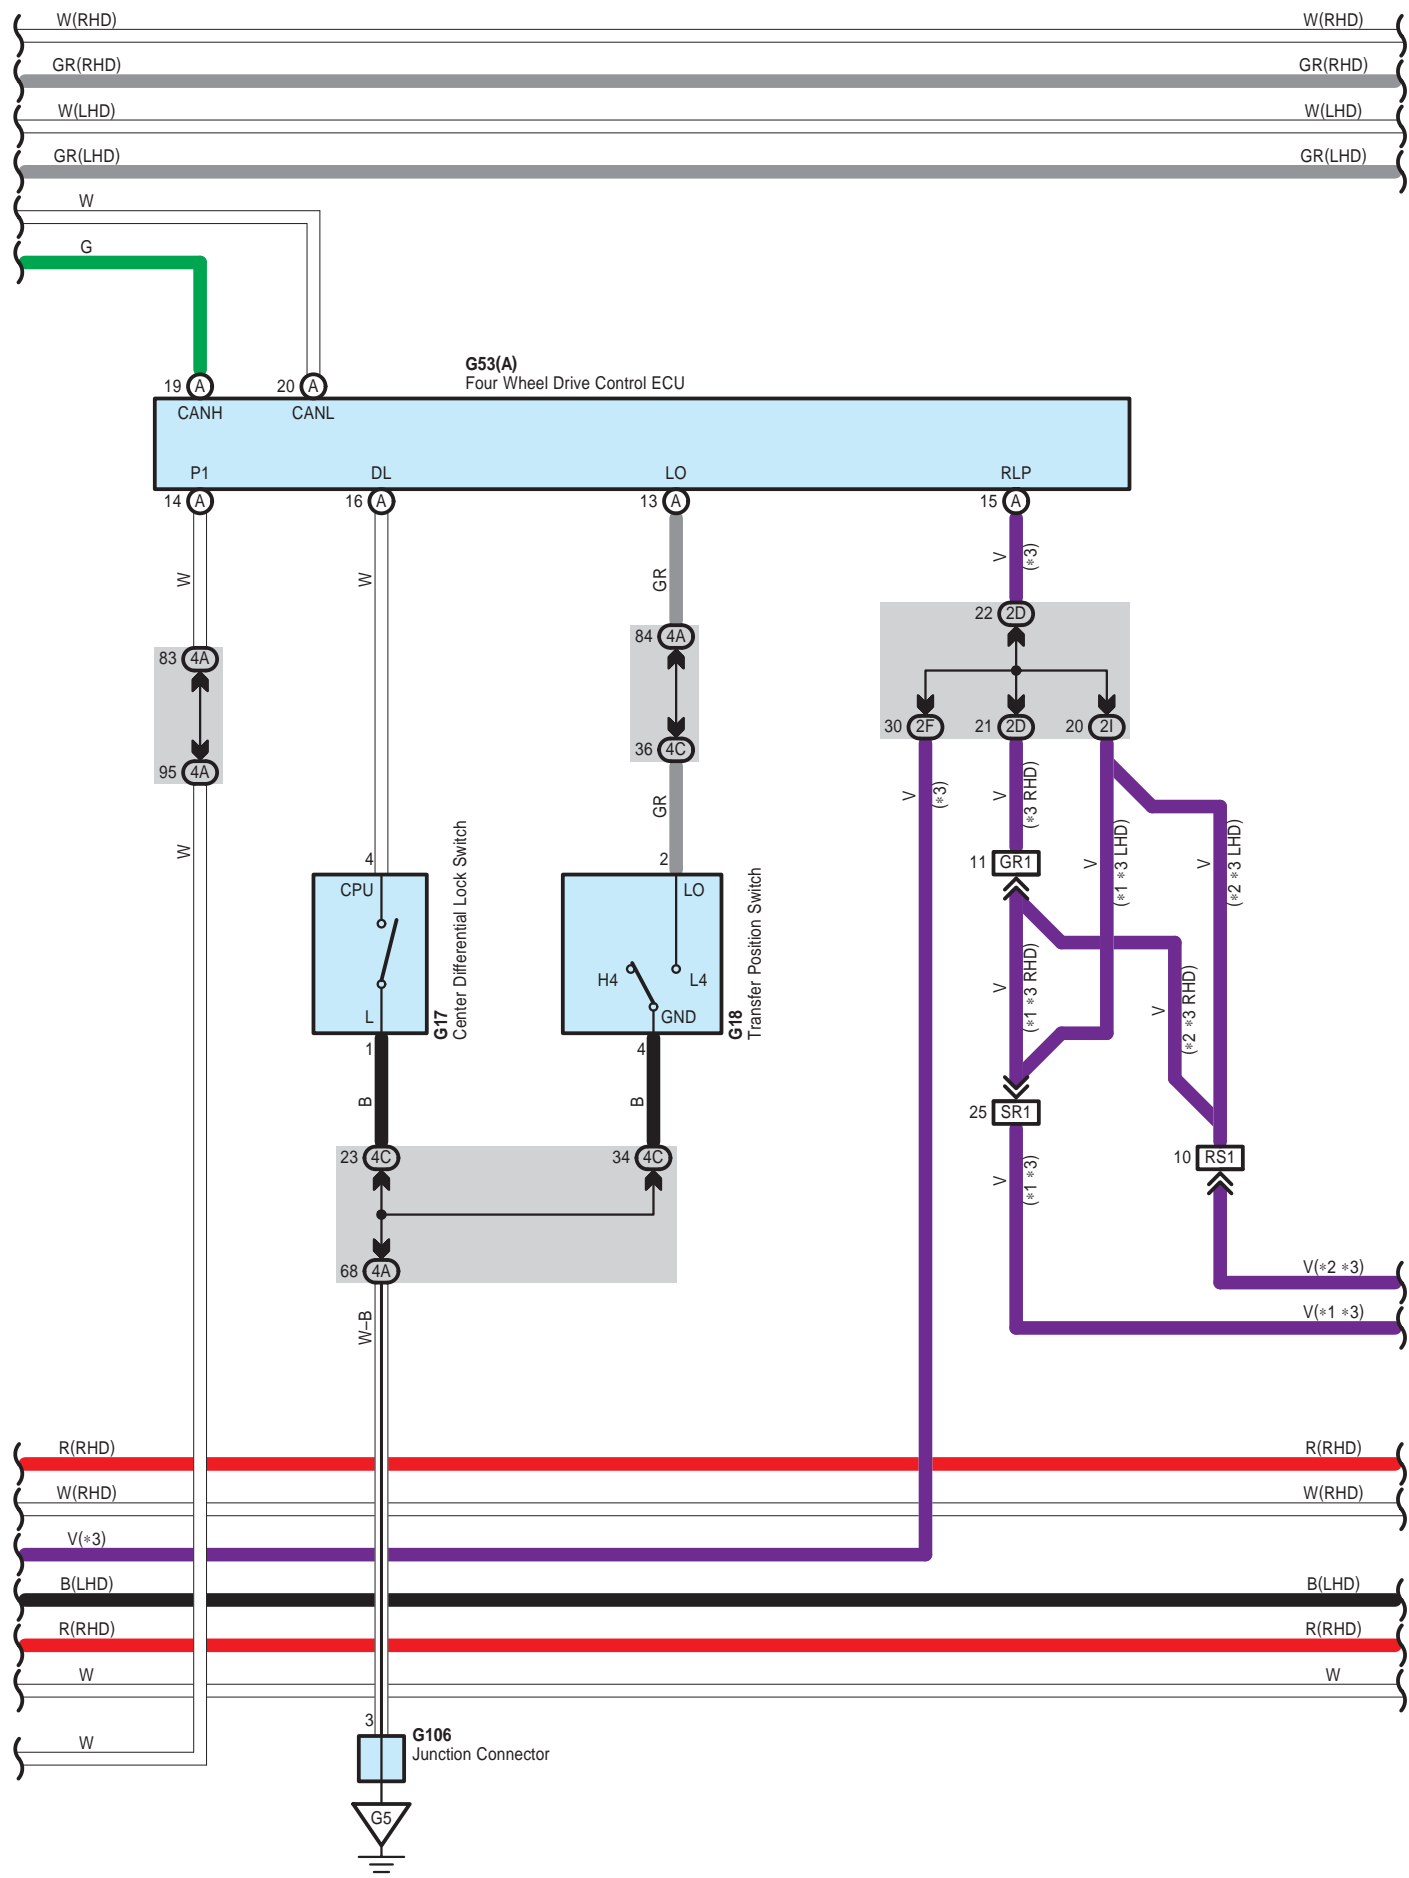 W(RHD) W(RHD)
GR(RHD) GR(RHD)
W(LHD) W(LHD)
GR(LHD) GR(LHD)
W
G
G53(A)
Four Wheel Drive Control ECU
19 A 20 A
CANH CANL
P1 DL LO RLP
14 A 16 A 13 A 15 A
W W GR V (*3)
22 2D
84 4A
83 4A
30 2F 21 2D 20 2I
36 4C
95 4A
V (*3) V (*3 RHD)
GR
W
V (*1 *3 LHD) V (*2 *3 LHD)
4 2 11 GR1
CPU LO
Center Differential Lock Switch
G17
Transfer Position Switch
G18
H4 L4
V (*1 *3 RHD) V (*2 *3 RHD)
L GND
1 4
B B
25 SR1
23 4C 34 4C 10 RS1
V (*1 *3)
68 4A
V(*2 *3)
V(*1 *3)
W–B
R(RHD) R(RHD)
W(RHD) W(RHD)
V(*3)
B(LHD) B(LHD)
R(RHD) R(RHD)
W W
3
G106
Junction Connector
W
G5